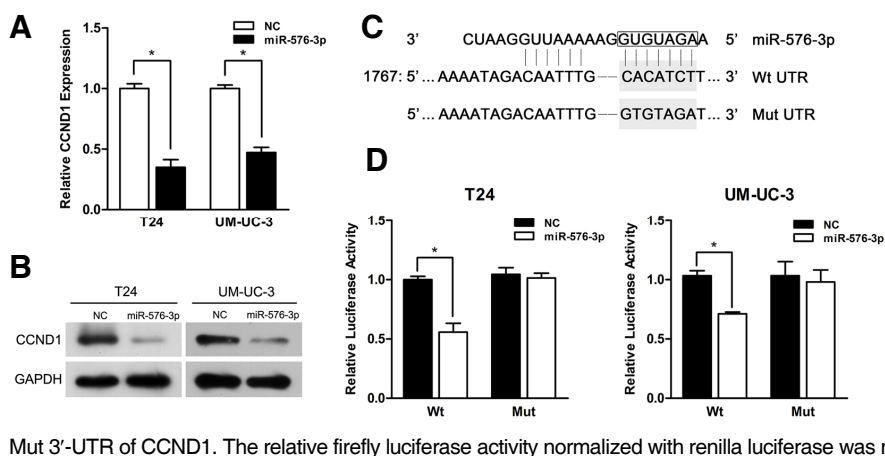 A
Relative CCND1 Expression
1.5
1.0
0.5
0.0
NC
miR-576-3p
*
*
T24
UM-UC-3
B
T24
UM-UC-3
NC
miR-576-3p
NC
miR-576-3p
CCND1
GAPDH
C
3’ CUAAGGUUAAAAAGGUGUAGAA 5’ miR-576-3p
1767: 5’... AAAATAGACAATTTG–––CACATCTT... 3’ Wt UTR
5’... AAAATAGACAATTTG–––GTGTAGAT... 3’ Mut UTR
D
T24
Relative Luciferase Activity
1.5
1.0
0.5
0.0
NC
miR-576-3p
*
Wt
Mut
UM-UC-3
Relative Luciferase Activity
1.5
1.0
0.5
0.0
NC
miR-576-3p
*
Wt
Mut
Mut 3′-UTR of CCND1. The relative firefly luciferase activity normalized with renilla luciferase was